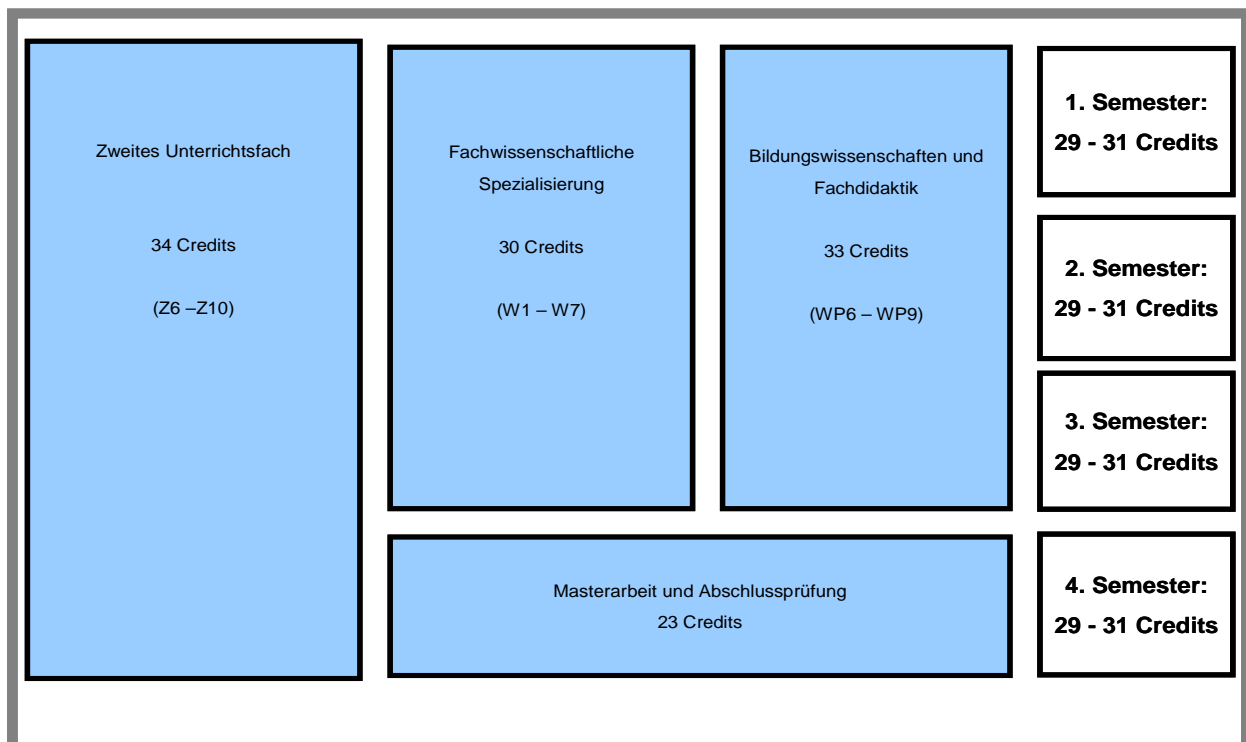 Zweites Unterrichtsfach
34 Credits
(Z6 –Z10)
Fachwissenschaftliche
Spezialisierung
30 Credits
(W1 – W7)
Bildungswissenschaften und
Fachdidaktik
33 Credits
(WP6 – WP9)
Masterarbeit und Abschlussprüfung
23 Credits
1. Semester:
29 - 31 Credits
2. Semester:
29 - 31 Credits
3. Semester:
29 - 31 Credits
4. Semester:
29 - 31 Credits